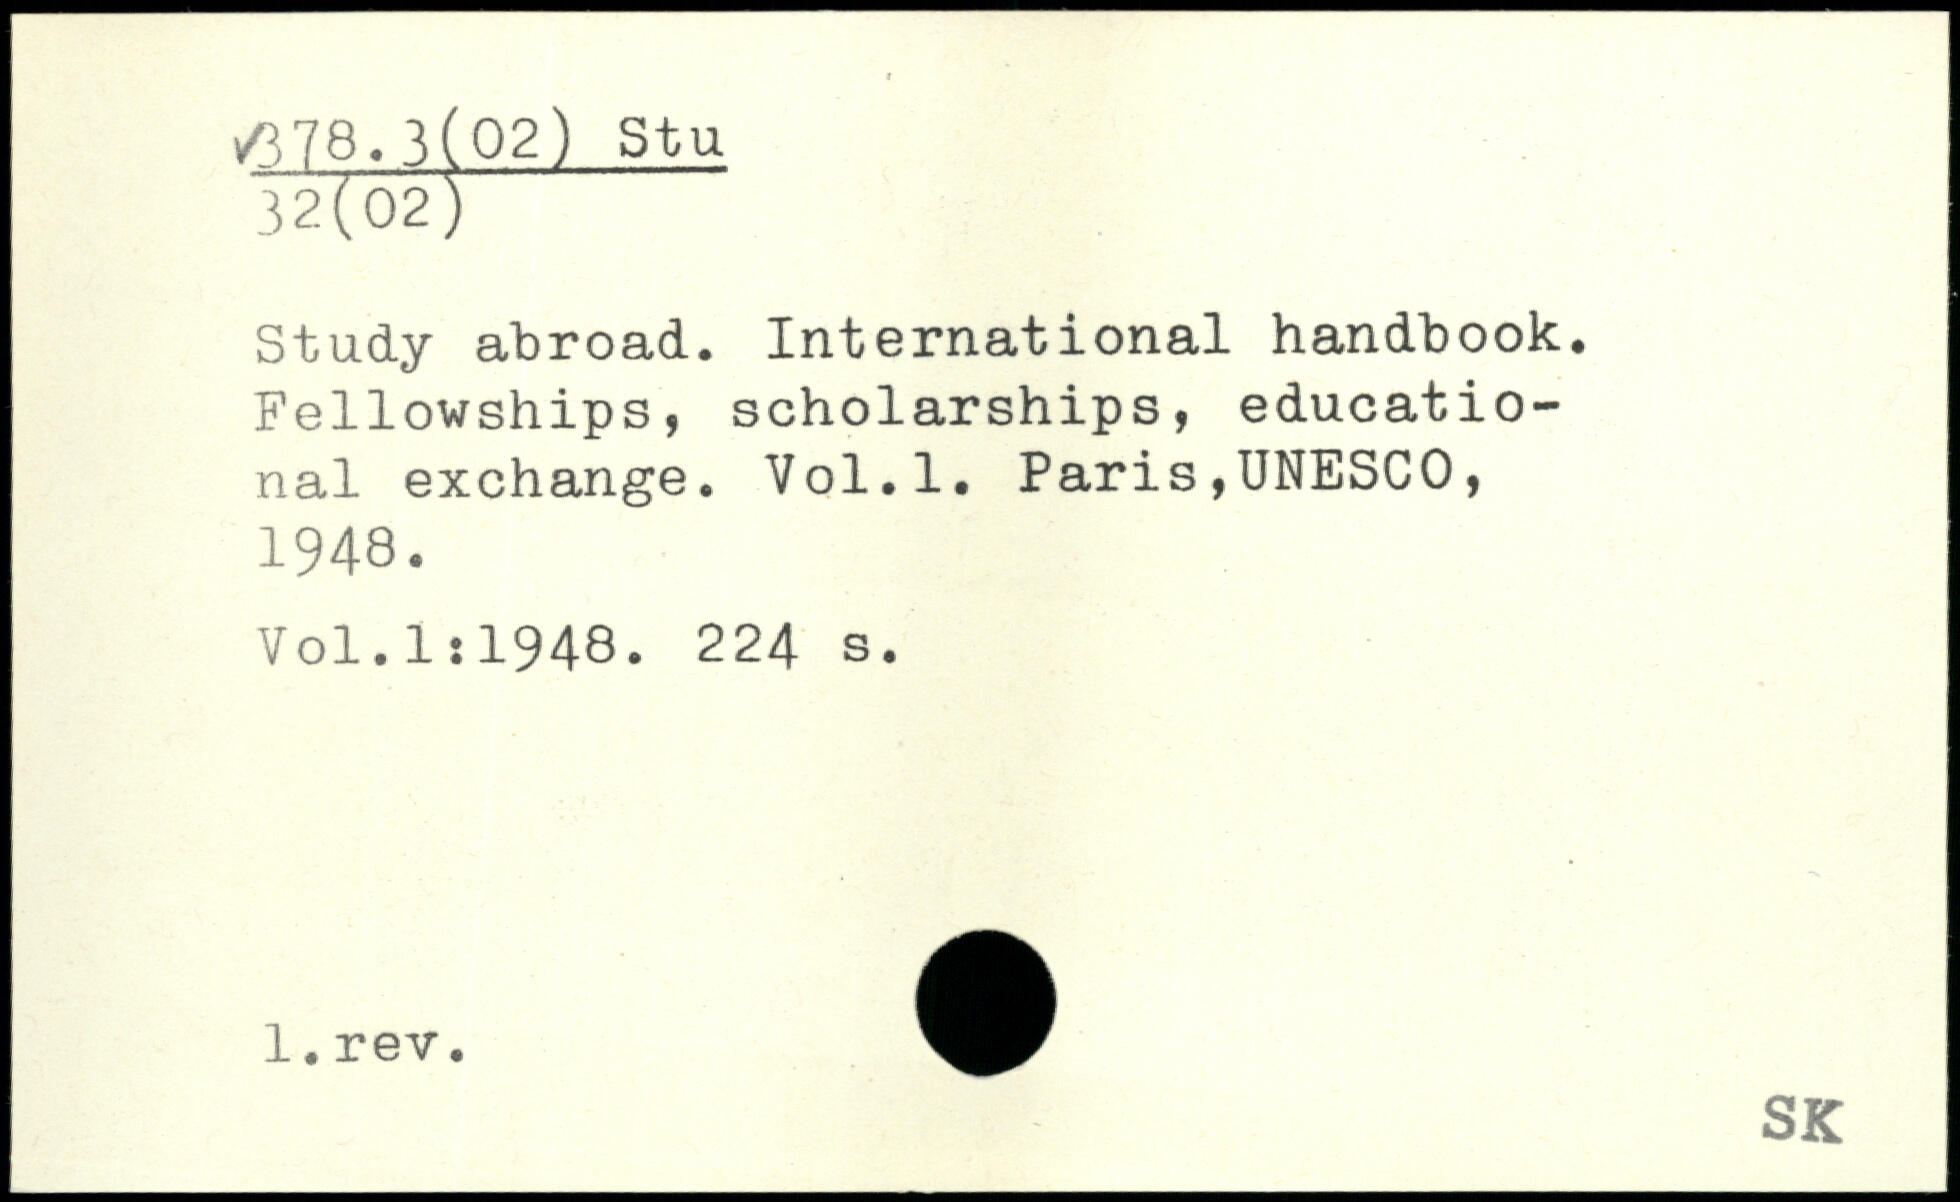 ✓378.3(02) Stu
32(02)
Study abroad. International handbook.
Fellowships, scholarships, educatio-
nal exchange. Vol.1. Paris,UNESCO,
1948.
Vol.1:1948. 224 s.
1.rev.
SK